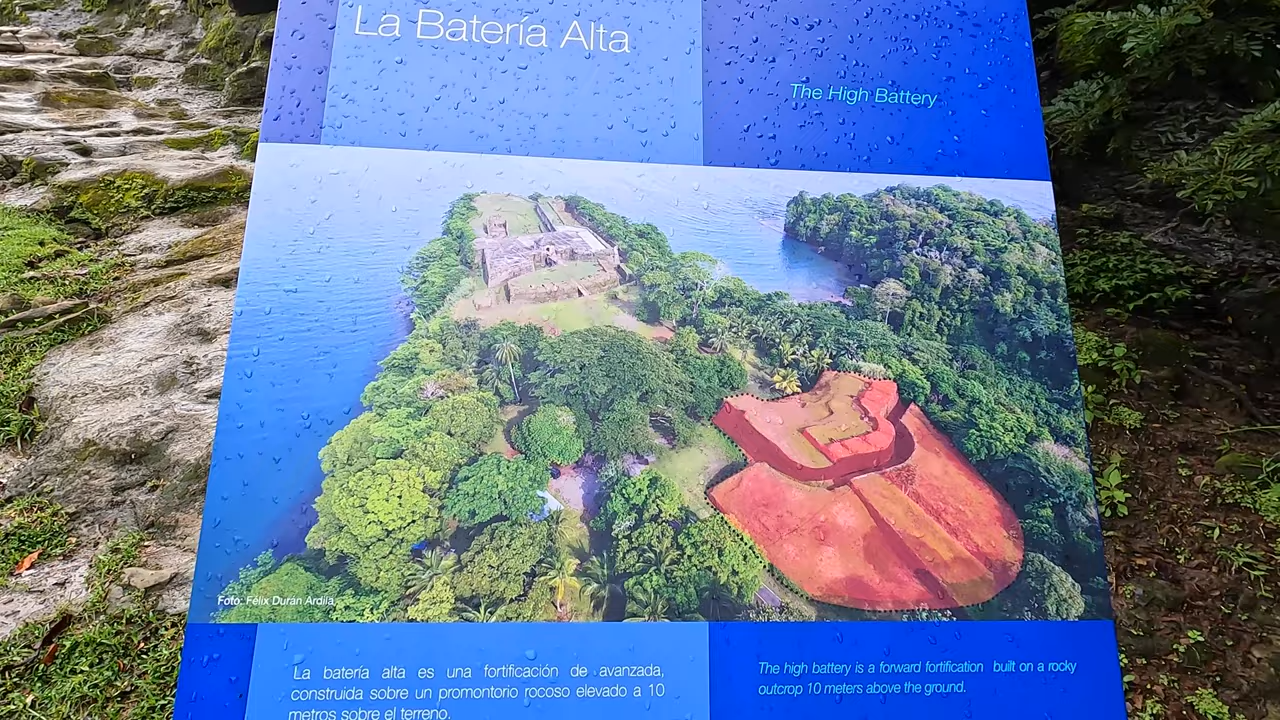 La Batería Alta
The High Battery
Foto: Félix Durán Ardila
La batería alta es una fortificación de avanzada,
construida sobre un promontorio rocoso elevado a 10
metros sobre el terreno.
The high battery is a forward fortification built on a rocky
outcrop 10 meters above the ground.